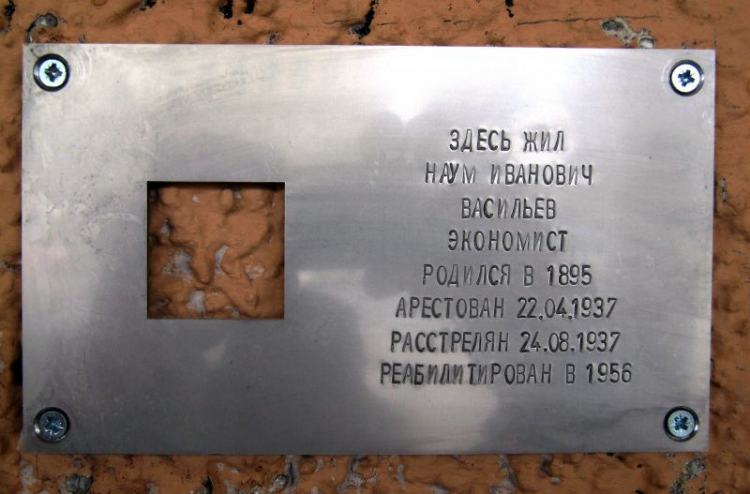 ЗДЕСЬ ЖИЛ
НАУМ ИВАНОВИЧ
ВАСИЛЬЕВ
ЭКОНОМИСТ
РОДИЛСЯ В 1895
АРЕСТОВАН 22.04.1937
РАССТРЕЛЯН 24.08.1937
РЕАБИЛИТИРОВАН В 1956